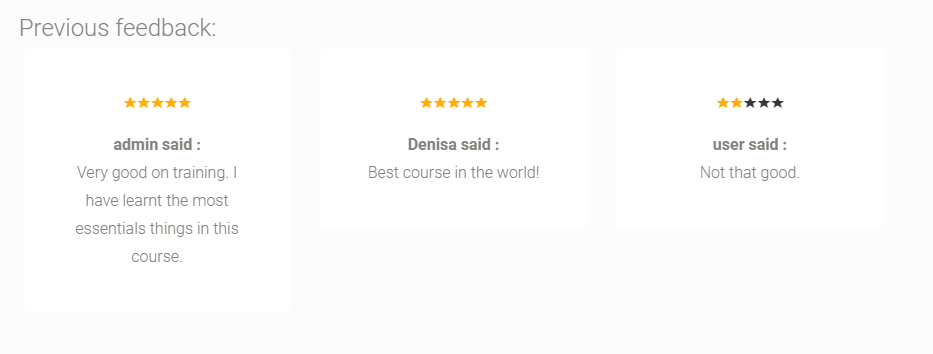 Previous feedback:
admin said :
Very good on training. I
have learnt the most
essentials things in this
course.
Denisa said :
Best course in the world!
user said :
Not that good.